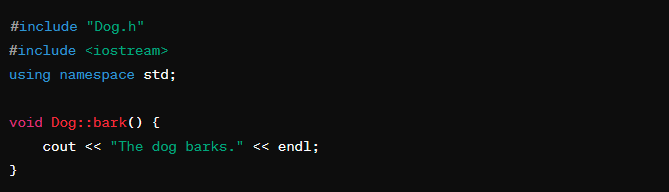 #include "Dog.h"
#include <iostream>
using namespace std;
void Dog::bark() {
    cout << "The dog barks." << endl;
}